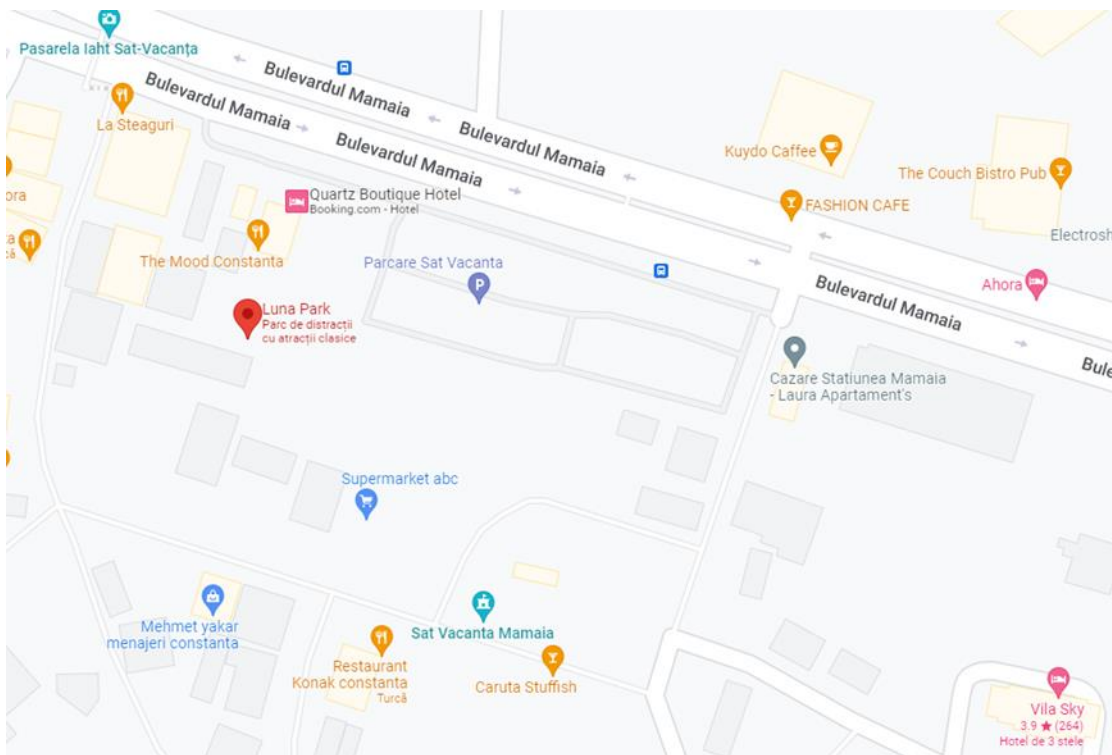 Pasarela Iaht Sat-Vacanța
Bulevardul Mamaia
Bulevardul Mamaia
La Steaguri
Bulevardul Mamaia
Bulevardul Mamaia
Kuydo Caffee
The Couch Bistro Pub
ora
Quartz Boutique Hotel
Booking.com - Hotel
FASHION CAFE
Electrosh
The Mood Constanta
Parcare Sat Vacanta
P
Ahora
Bulevardul Mamaia
Luna Park
Parc de distracții
cu atracții clasice
Bule
Cazare Statiunea Mamaia
- Laura Apartament's
Supermarket abc
Mehmet yakar
menajeri constanta
Sat Vacanta Mamaia
Restaurant
Konak constanta
Turcă
Caruta Stuffish
Vila Sky
3.9 ★ (264)
Hotel de 3 stele